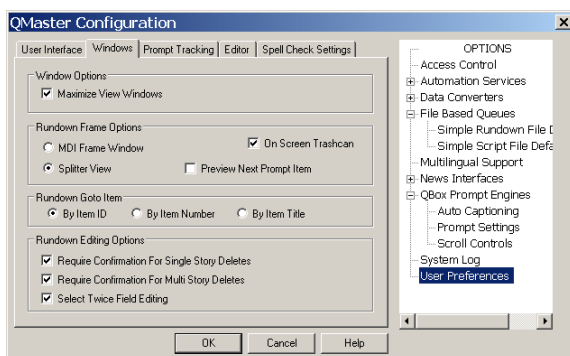 QMaster Configuration
User Interface Windows Prompt Tracking Editor Spell Check Settings
Window Options
Maximize View Windows
Rundown Frame Options
MDI Frame Window
On Screen Trashcan
Splitter View
Preview Next Prompt Item
Rundown Goto Item
By Item ID By Item Number By Item Title
Rundown Editing Options
Require Confirmation For Single Story Deletes
Require Confirmation For Multi Story Deletes
Select Twice Field Editing
OPTIONS
Access Control
Automation Services
Data Converters
File Based Queues
Simple Rundown File D
Simple Script File Defa
Multilingual Support
News Interfaces
QBox Prompt Engines
Auto Captioning
Prompt Settings
Scroll Controls
System Log
User Preferences
OK Cancel Help